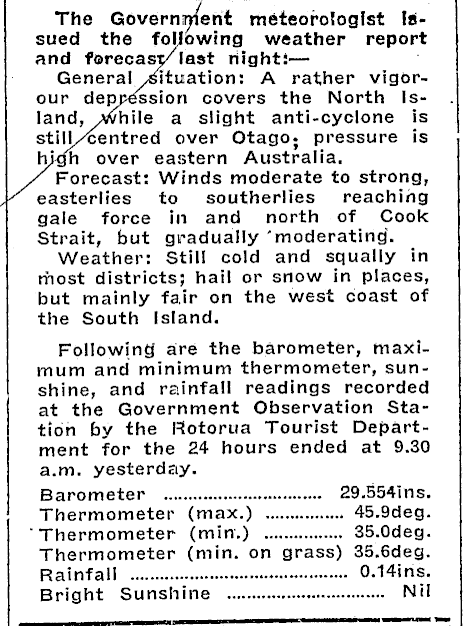 The Government meteorologist is-
sued the following weather report
and forecast last night:—
General situation: A rather vigor-
our depression covers the North Is-
land, while a slight anti-cyclone is
still centred over Otago; pressure is
high over eastern Australia.
Forecast: Winds moderate to strong,
easterlies to southerlies reaching
gale force in and north of Cook
Strait, but gradually moderating.
Weather: Still cold and squally in
most districts; hail or snow in places,
but mainly fair on the west coast of
the South Island.
Following are the barometer, maxi-
mum and minimum thermometer, sun-
shine, and rainfall readings recorded
at the Government Observation Sta-
tion by the Rotorua Tourist Depart-
ment for the 24 hours ended at 9.30
a.m. yesterday.
Barometer ................................ 29.554ins.
Thermometer (max.) ................ 45.9deg.
Thermometer (min.) ................ 35.0deg.
Thermometer (min. on grass) 35.6deg.
Rainfall ............................................ 0.14ins.
Bright Sunshine ................................ Nil